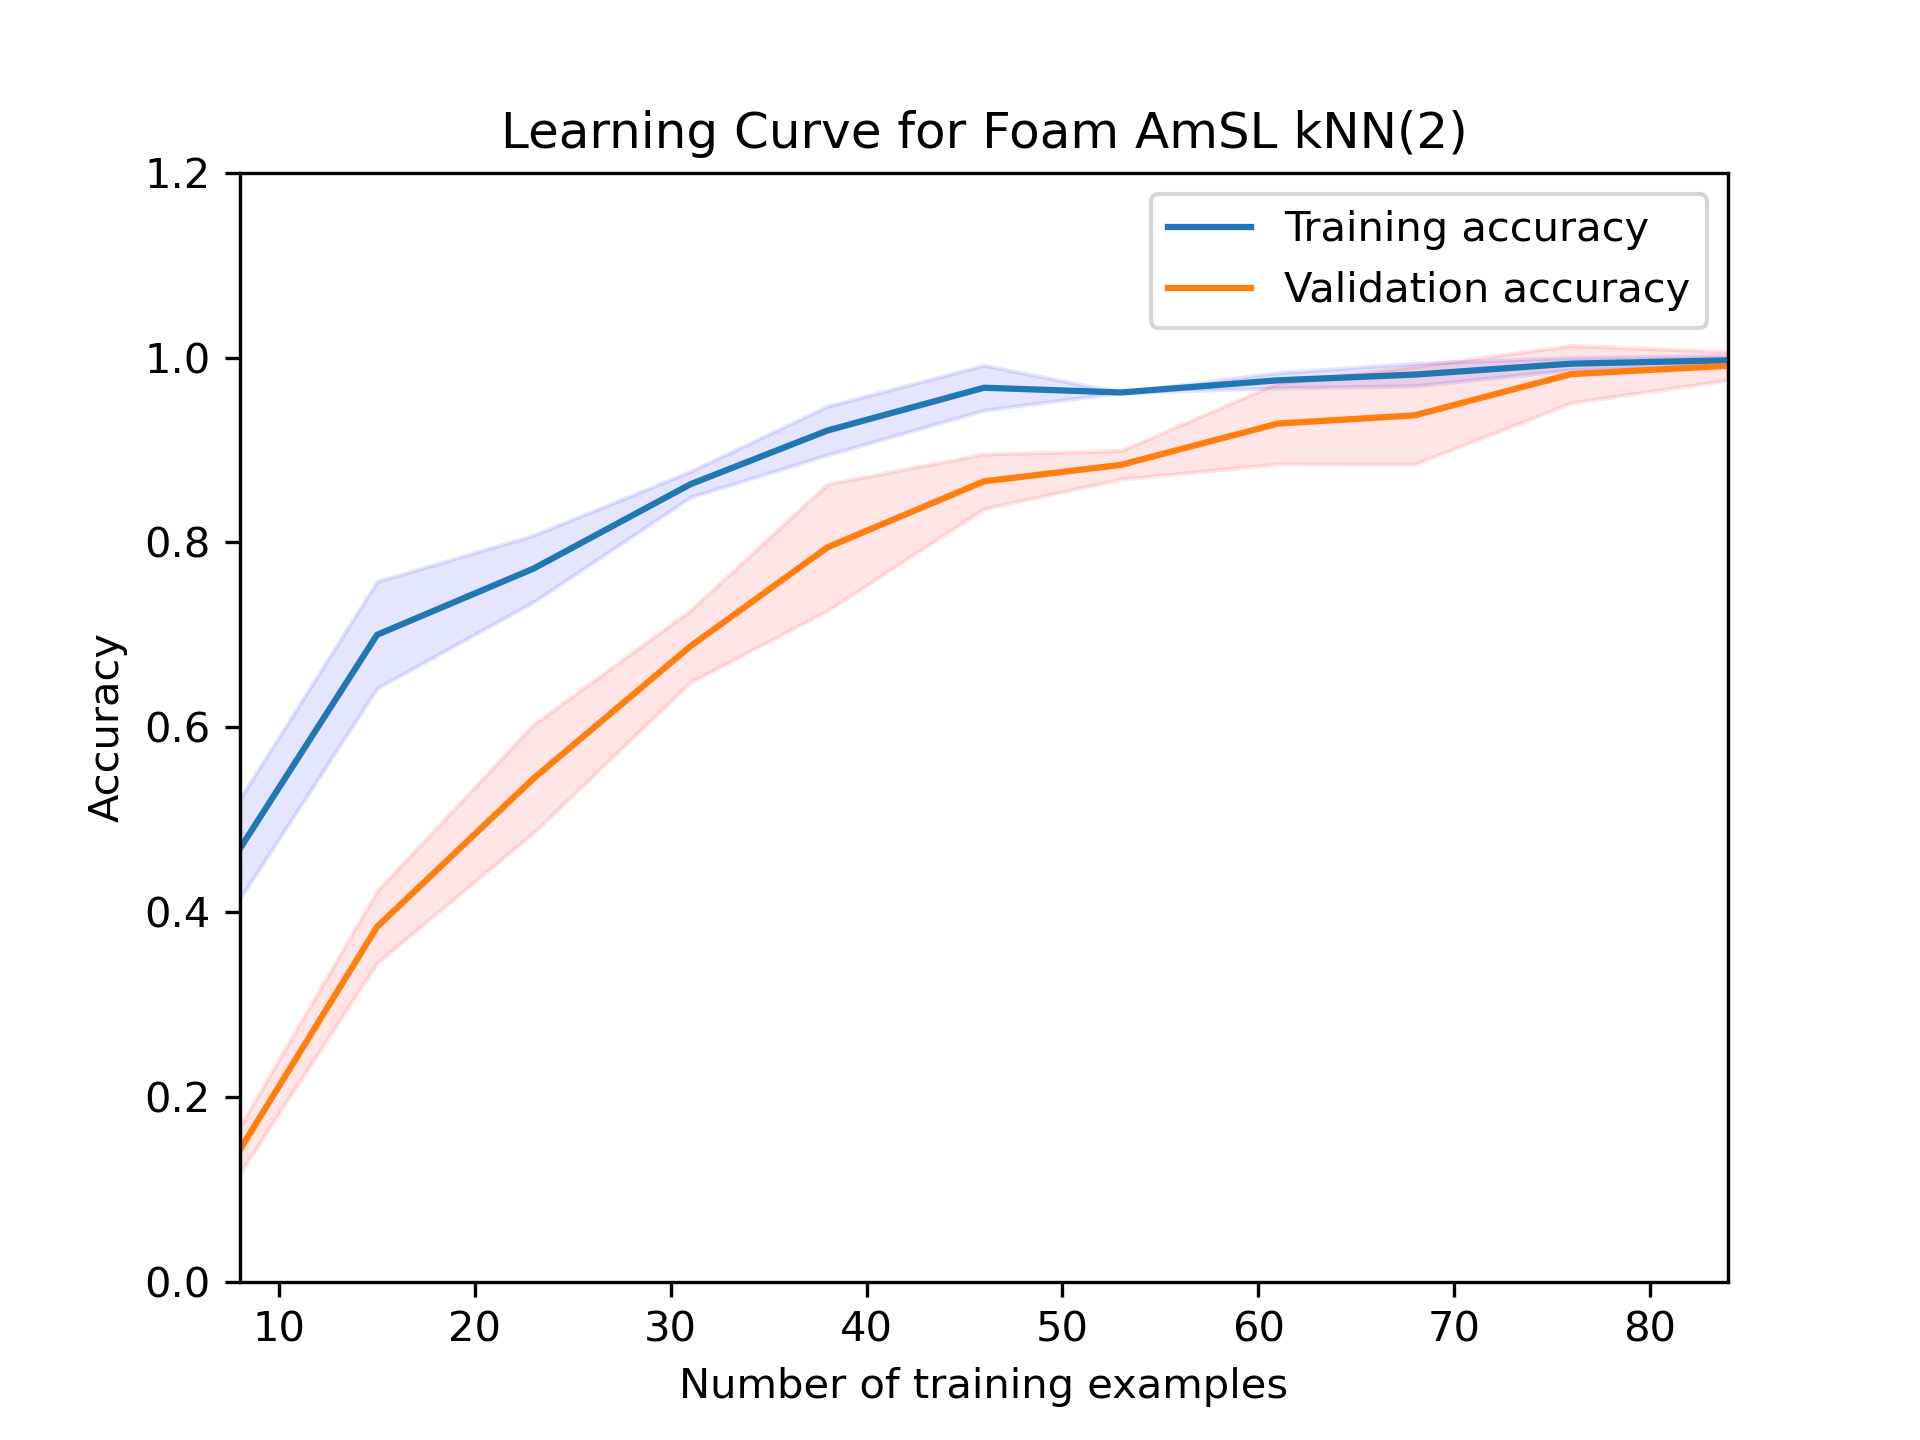 Learning Curve for Foam AmSL kNN(2)
Training accuracy
Validation accuracy
Accuracy
1.2
1.0
0.8
0.6
0.4
0.2
0.0
10 20 30 40 50 60 70 80
Number of training examples